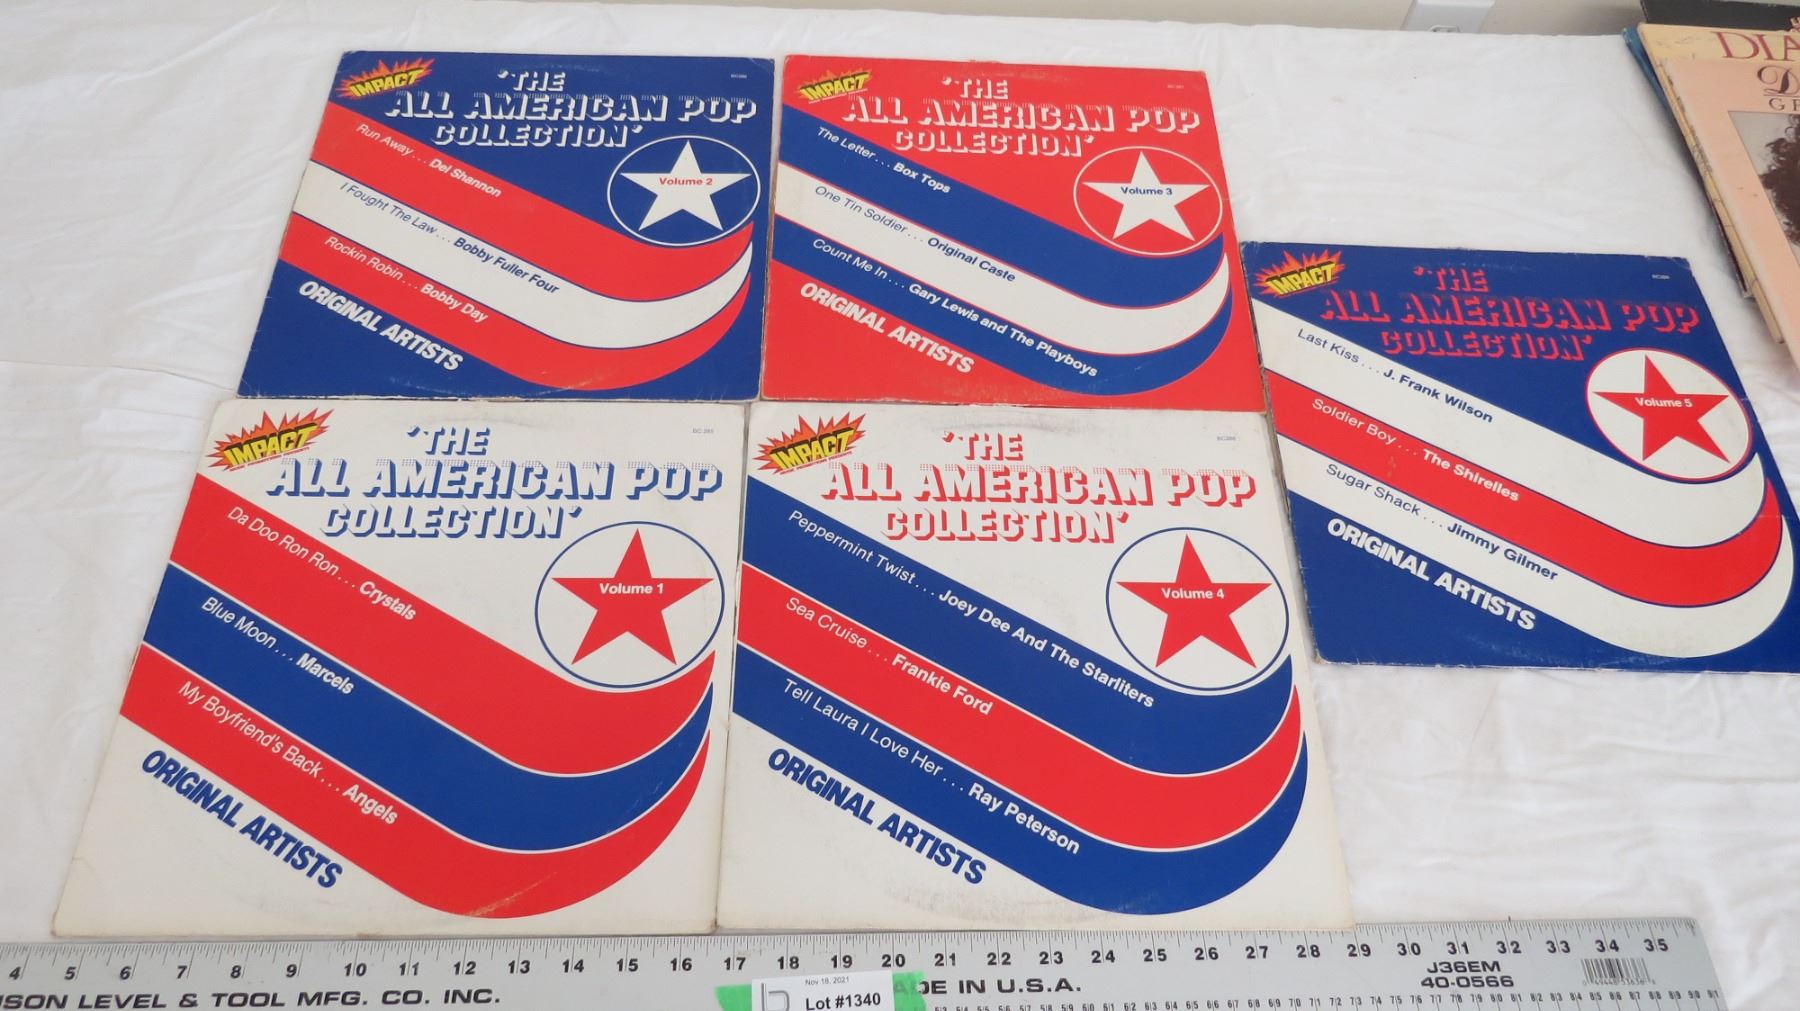 IMPACT
'THE
ALL AMERICAN POP
COLLECTION'
Volume 2
Run Away... Del Shannon
I Fought The Law... Bobby Fuller Four
Rockin Robin... Bobby Day
ORIGINAL ARTISTS
IMPACT
'THE
ALL AMERICAN POP
COLLECTION'
Volume 3
The Letter... Box Tops
One Tin Soldier... Original Caste
Count Me In... Gary Lewis and The Playboys
ORIGINAL ARTISTS
IMPACT
'THE
ALL AMERICAN POP
COLLECTION'
Volume 5
Last Kiss... J. Frank Wilson
Soldier Boy... The Shirelles
Sugar Shack... Jimmy Gilmer
ORIGINAL ARTISTS
IMPACT
BC 285
'THE
ALL AMERICAN POP
COLLECTION'
Volume 1
Da Doo Ron Ron... Crystals
Blue Moon... Marcels
My Boyfriend's Back... Angels
ORIGINAL ARTISTS
IMPACT
'THE
ALL AMERICAN POP
COLLECTION'
Volume 4
Peppermint Twist... Joey Dee And The Starliters
Sea Cruise... Frankie Ford
Tell Laura I Love Her... Ray Peterson
ORIGINAL ARTISTS
4 5 6 7 8 9 10 11 12 13 14 15 16 17 18 19 20 21 22 23 24 25 26 27 28 29 30 31 32 33 34 35
NSON LEVEL & TOOL MFG. CO. INC.
ADE IN U.S.A.
J36EM
40-0566
Nov 18, 2021
Lot #1340